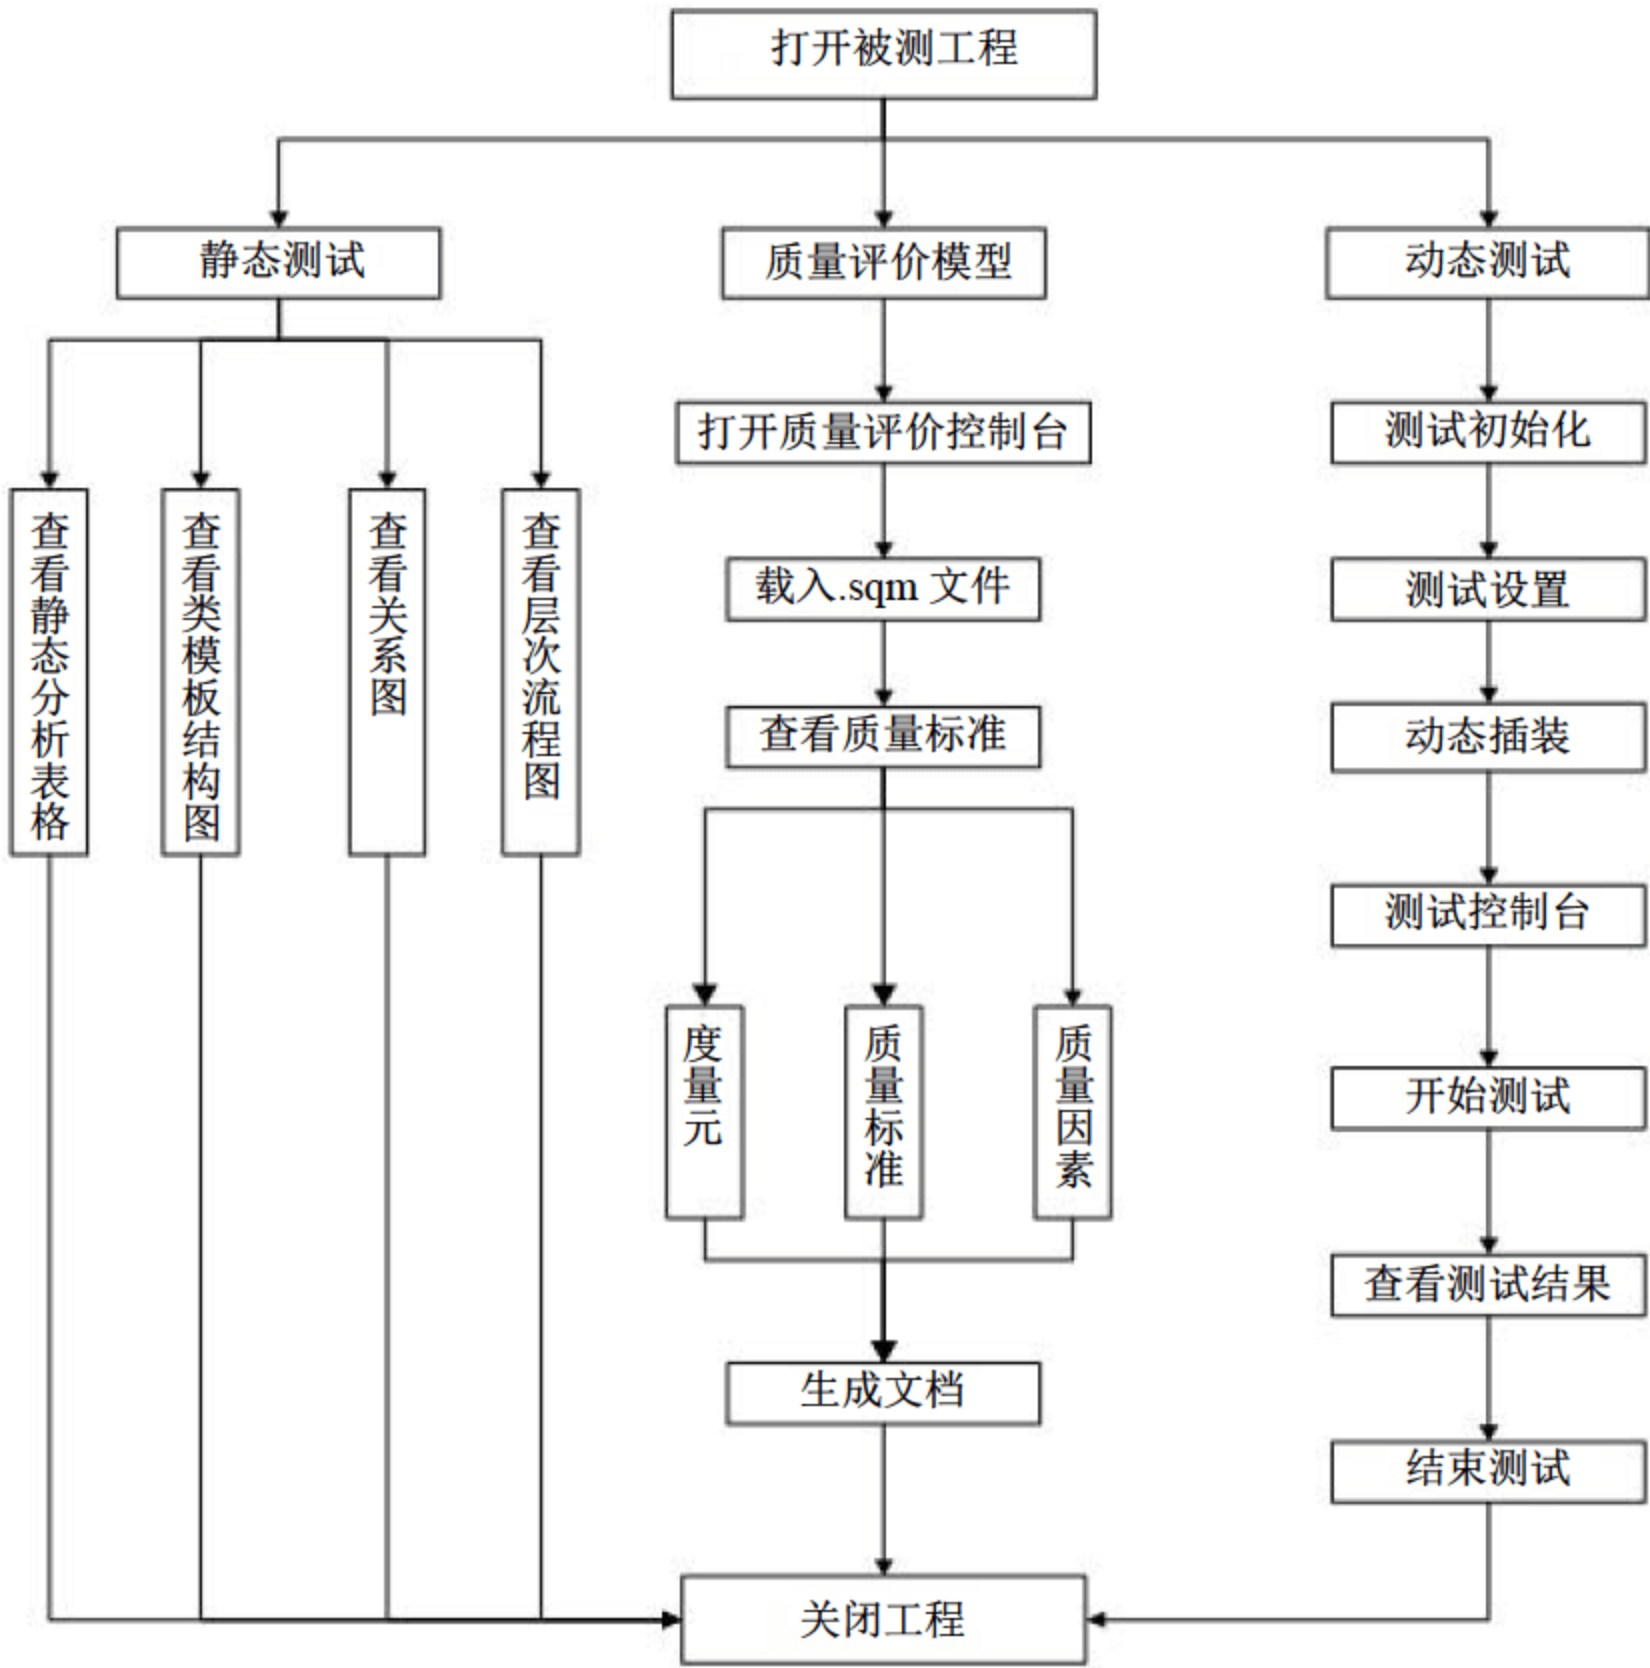 打开被测工程
静态测试
质量评价模型
动态测试
打开质量评价控制台
测试初始化
查看静态分析表格
查看类模板结构图
查看关系图
查看层次流程图
载入.sqm 文件
测试设置
查看质量标准
动态插装
测试控制台
度量元
质量标准
质量因素
开始测试
查看测试结果
生成文档
结束测试
关闭工程